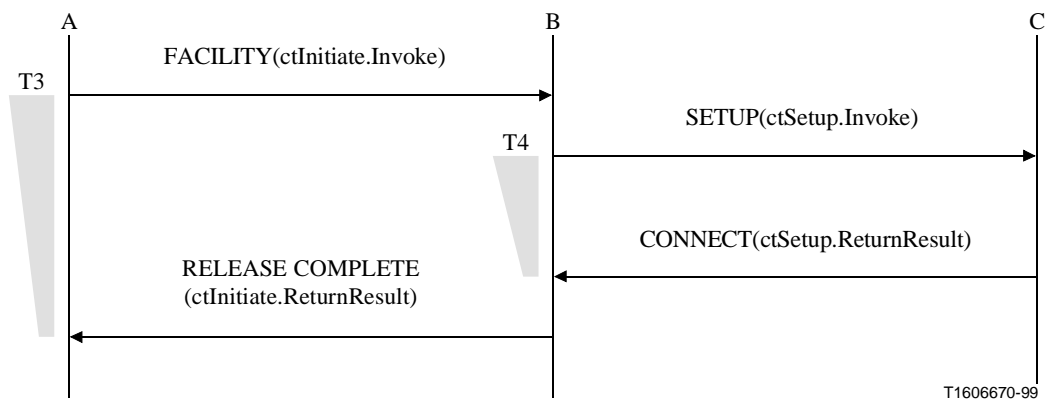 A
B
C
FACILITY(ctInitiate.Invoke)
T3
SETUP(ctSetup.Invoke)
T4
CONNECT(ctSetup.ReturnResult)
RELEASE COMPLETE
(ctInitiate.ReturnResult)
T1606670-99